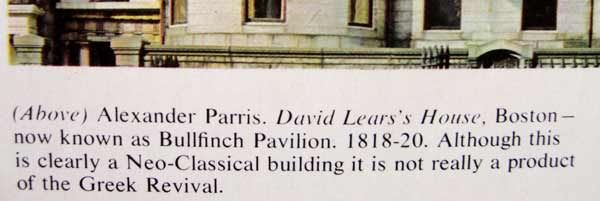 (Above) Alexander Parris. David Lears's House, Boston—
now known as Bullfinch Pavilion. 1818-20. Although this
is clearly a Neo-Classical building it is not really a product
of the Greek Revival.